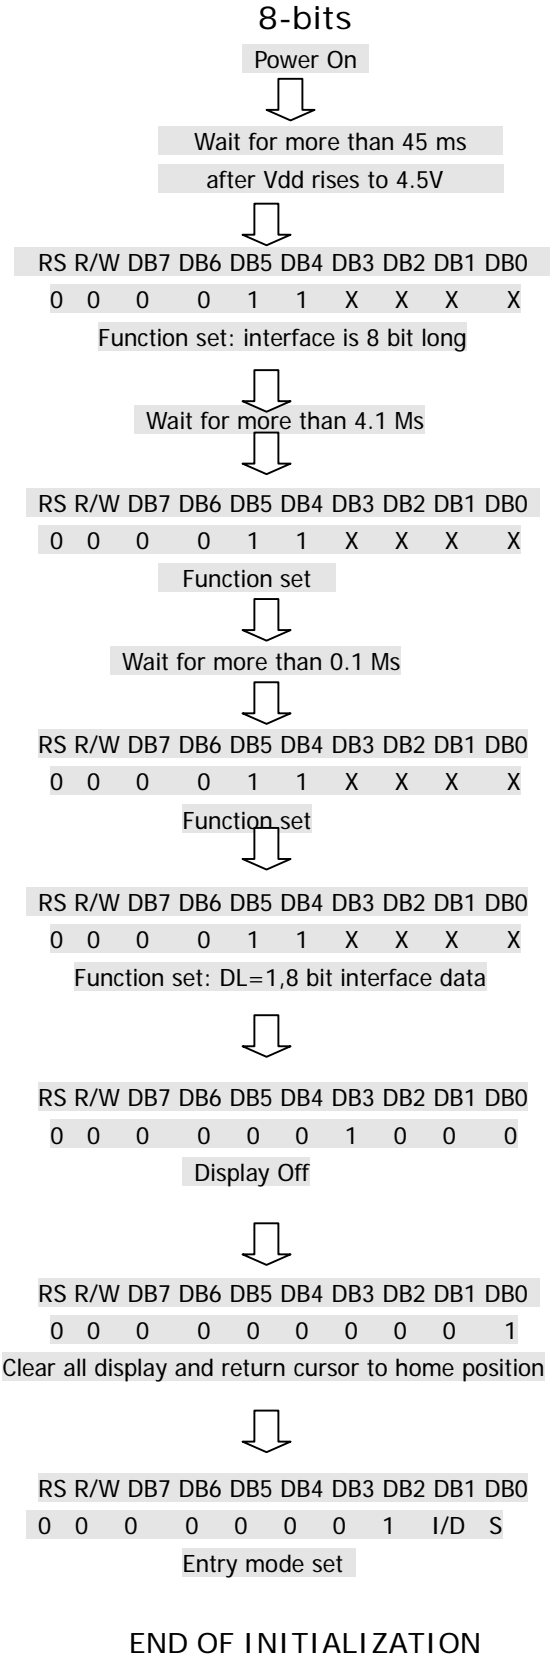 8-bits
Power On
Wait for more than 45 ms
after Vdd rises to 4.5V
RS R/W DB7 DB6 DB5 DB4 DB3 DB2 DB1 DB0
0 0 0 0 1 1 X X X X
Function set: interface is 8 bit long
Wait for more than 4.1 Ms
RS R/W DB7 DB6 DB5 DB4 DB3 DB2 DB1 DB0
0 0 0 0 1 1 X X X X
Function set
Wait for more than 0.1 Ms
RS R/W DB7 DB6 DB5 DB4 DB3 DB2 DB1 DB0
0 0 0 0 1 1 X X X X
Function set
RS R/W DB7 DB6 DB5 DB4 DB3 DB2 DB1 DB0
0 0 0 0 1 1 X X X X
Function set: DL=1,8 bit interface data
RS R/W DB7 DB6 DB5 DB4 DB3 DB2 DB1 DB0
0 0 0 0 0 0 1 0 0 0
Display Off
RS R/W DB7 DB6 DB5 DB4 DB3 DB2 DB1 DB0
0 0 0 0 0 0 0 0 0 1
Clear all display and return cursor to home position
RS R/W DB7 DB6 DB5 DB4 DB3 DB2 DB1 DB0
0 0 0 0 0 0 0 1 I/D S
Entry mode set
END OF INITIALIZATION